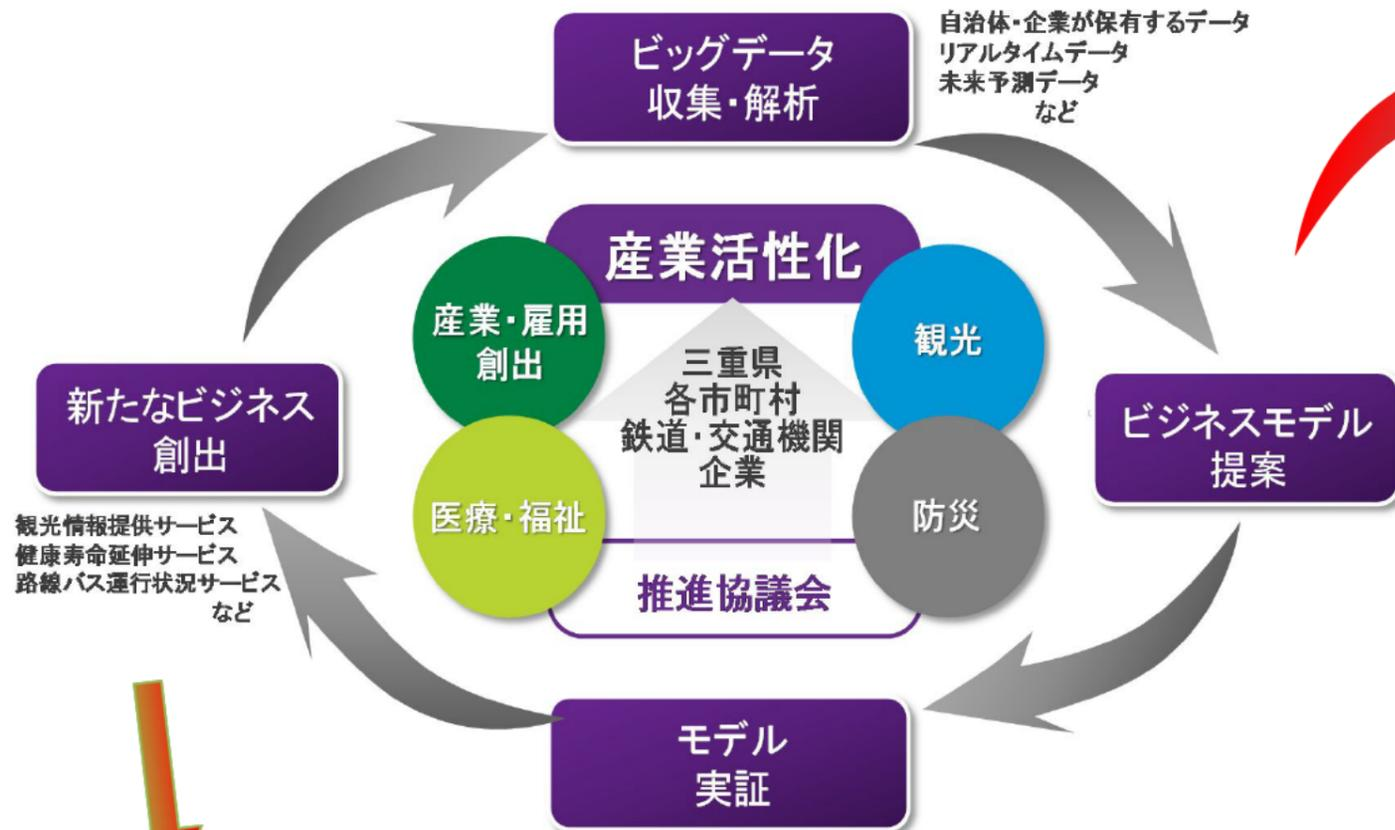 ビッグデータ
収集・解析
自治体・企業が保有するデータ
リアルタイムデータ
未来予測データ
など
産業活性化
産業・雇用
創出
観光
三重県
各市町村
鉄道・交通機関
企業
新たなビジネス
創出
ビジネスモデル
提案
医療・福祉
防災
観光情報提供サービス
健康寿命延伸サービス
路線バス運行状況サービス
など
推進協議会
モデル
実証